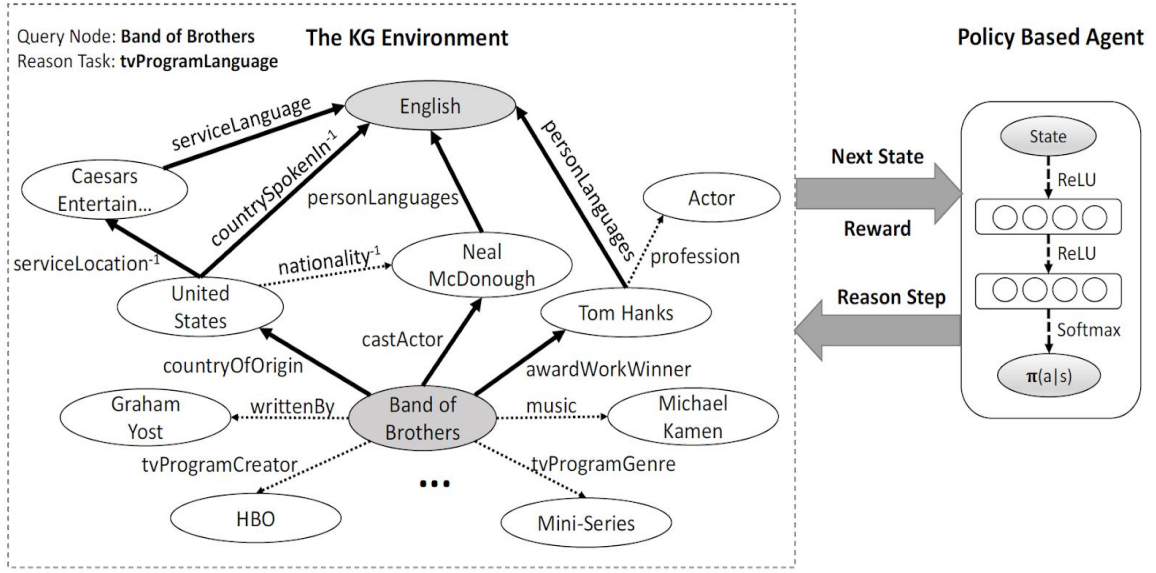 Query Node: Band of Brothers
Reason Task: tvProgramLanguage
The KG Environment
Policy Based Agent
English
serviceLanguage
countrySpokenIn-1
personLanguages
personLanguages
Caesars
Entertain...
Actor
serviceLocation-1
nationality-1
Neal
McDonough
profession
United
States
Tom Hanks
castActor
countryOfOrigin
awardWorkWinner
Graham
Yost
writtenBy
Band of
Brothers
music
Michael
Kamen
tvProgramCreator
tvProgramGenre
...
HBO
Mini-Series
Next State
Reward
Reason Step
State
ReLU
ReLU
Softmax
π(a|s)